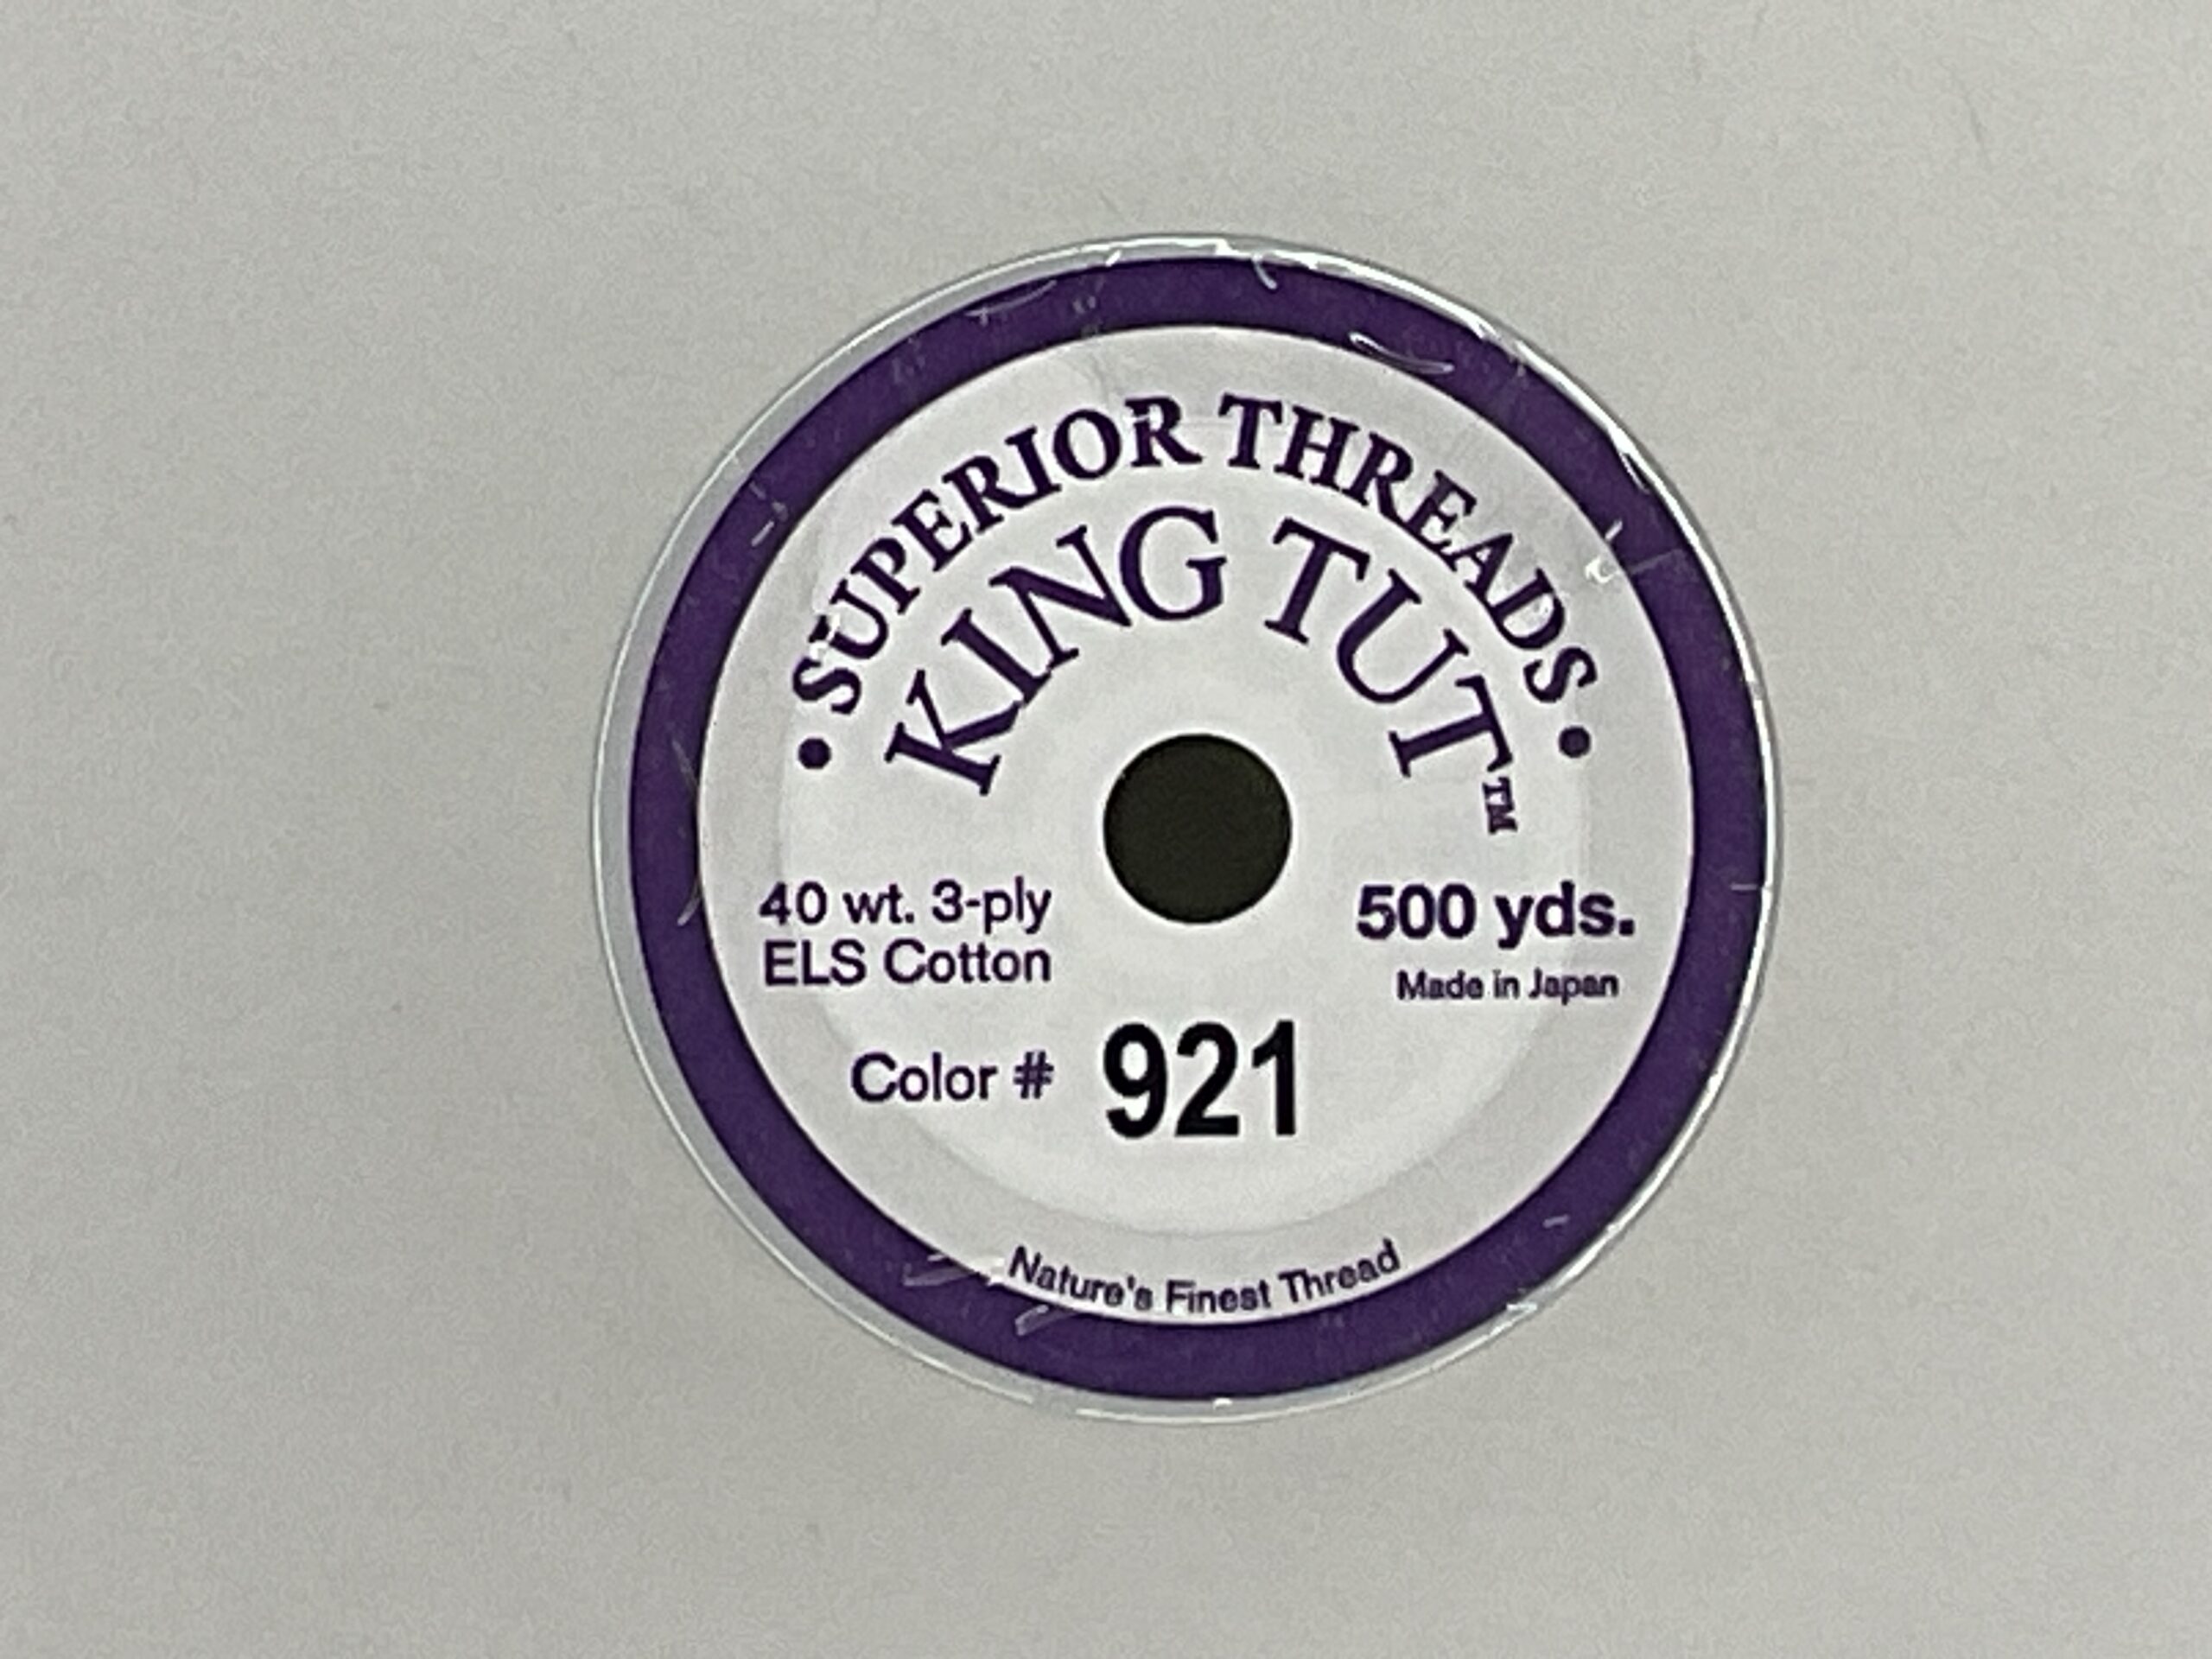 • SUPERIOR THREADS •
KING TUT™
40 wt. 3-ply
ELS Cotton
500 yds.
Made in Japan
Color # 921
Nature's Finest Thread